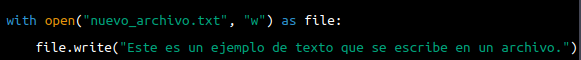 with open("nuevo_archivo.txt", "w") as file:
    file.write("Este es un ejemplo de texto que se escribe en un archivo.")